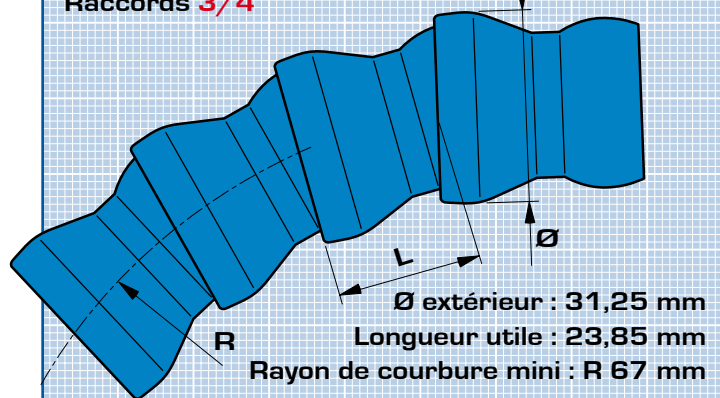 Raccords 3/4
Ø
L
R
Ø extérieur : 31,25 mm
Longueur utile : 23,85 mm
Rayon de courbure mini : R 67 mm